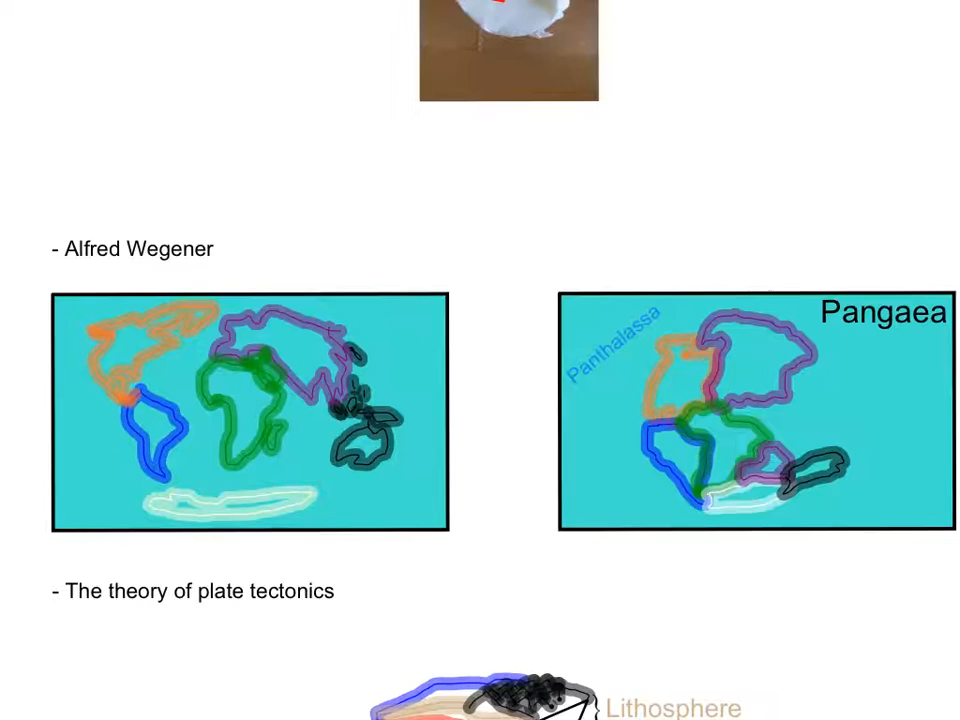 - Alfred Wegener
Panthalassa
Pangaea
- The theory of plate tectonics
Lithosphere